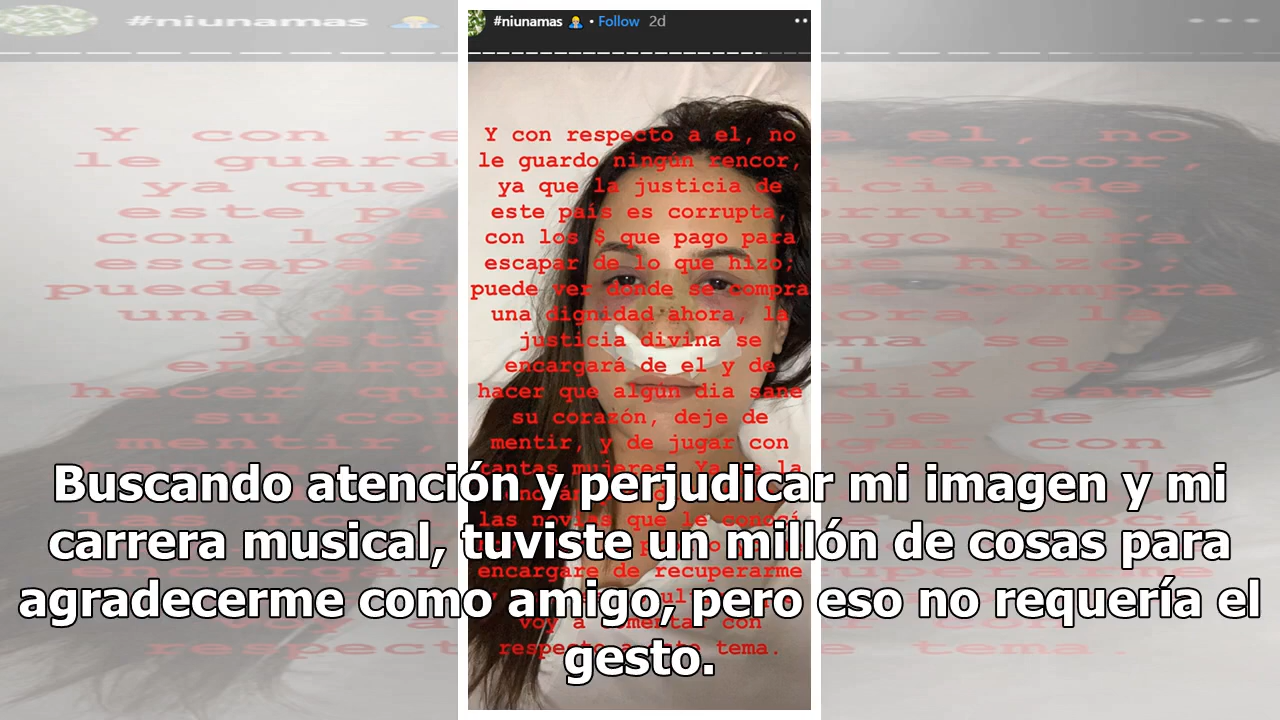 #niunamas
#niunamas • Follow 2d
Y con respecto a el, no
le guardo ningún rencor,
ya que la justicia de
este país es corrupta,
con los $ que pago para
escapar de lo que hizo;
puede ver donde se compra
una dignidad ahora, la
justicia divina se
encargará de el y de
hacer que algún dia sane
su corazón, deje de
mentir, y de jugar con
tantas mujeres. Ya
las novias que le conocí
encargare de recuperarme
voy a comentar con
respecto a este tema.
Buscando atención y perjudicar mi imagen y mi
carrera musical, tuviste un millón de cosas para
agradecerme como amigo, pero eso no requería el
gesto.